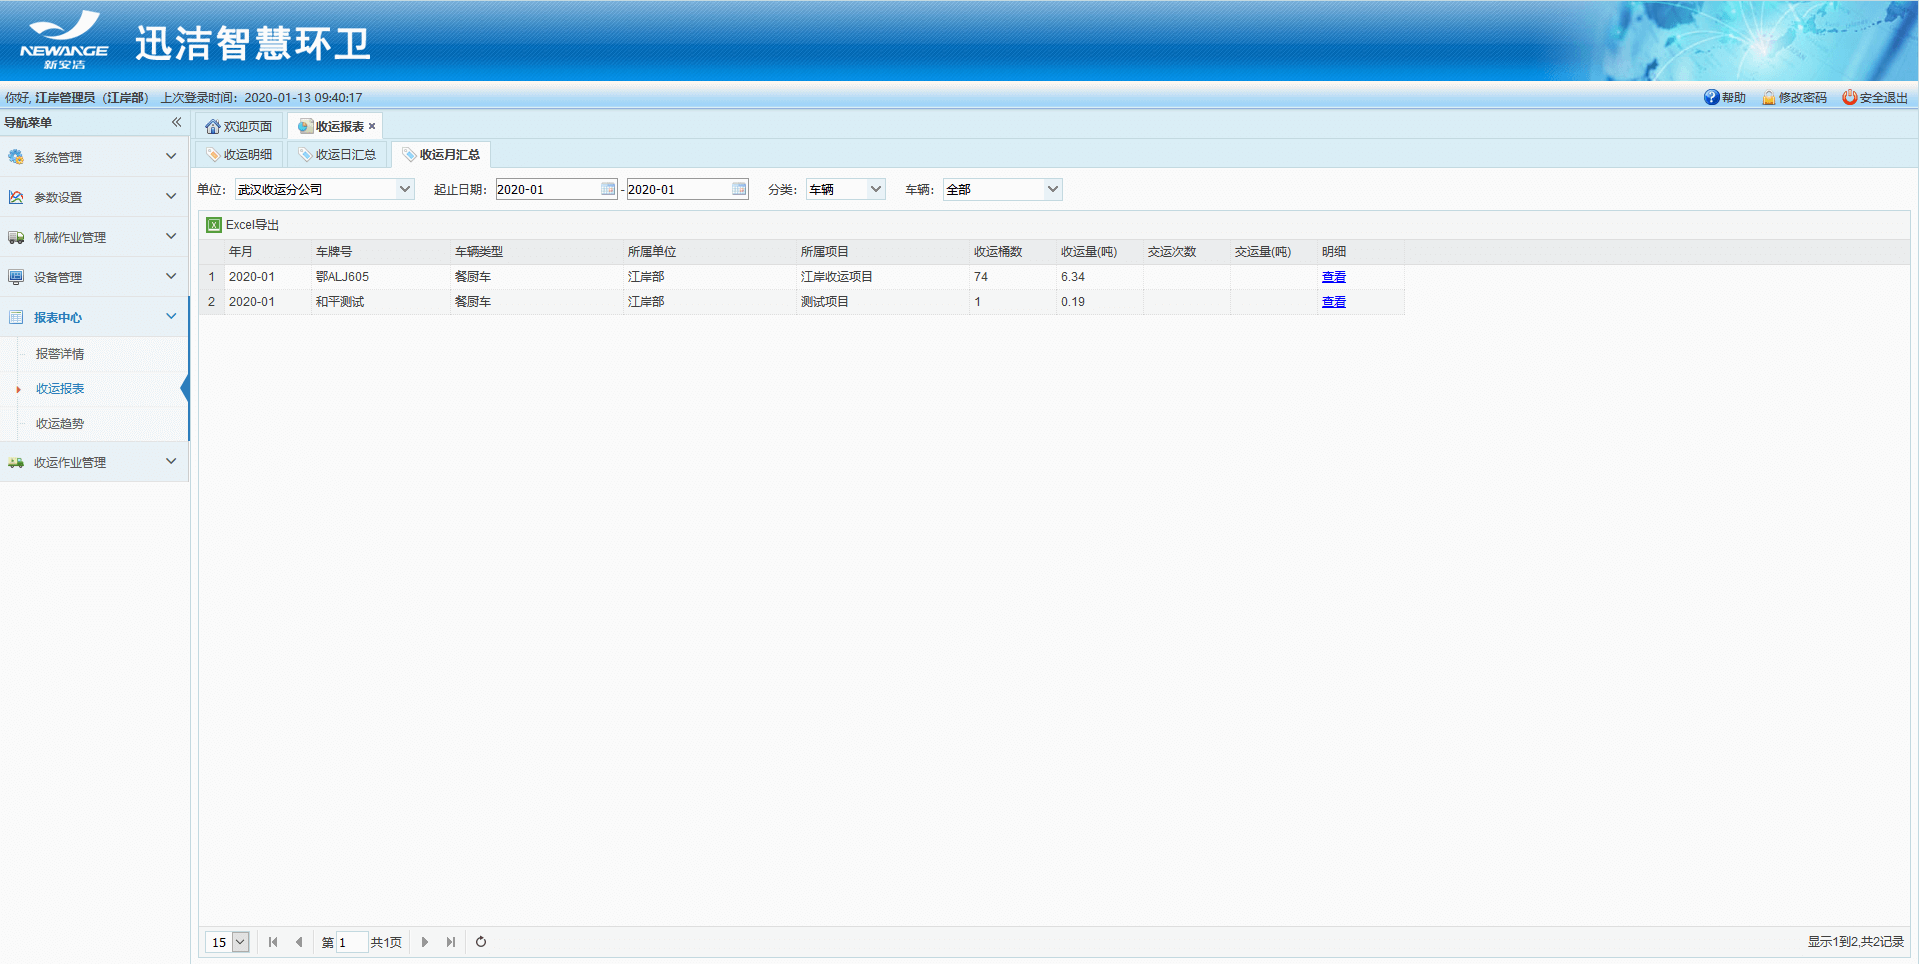 NEWANGE
新安洁
迅洁智慧环卫
你好, 江岸管理员（江岸部） 上次登录时间：2020-01-13 09:40:17
帮助 修改密码 安全退出
导航菜单
系统管理
参数设置
机械作业管理
设备管理
报表中心
报警详情
收运报表
收运趋势
收运作业管理
欢迎页面 收运报表
收运明细 收运日汇总 收运月汇总
单位： 武汉收运分公司 起止日期： 2020-01 - 2020-01 分类： 车辆 车辆： 全部
Excel导出
年月 车牌号 车辆类型 所属单位 所属项目 收运桶数 收运量(吨) 交运次数 交运量(吨) 明细
1 2020-01 鄂ALJ605 餐厨车 江岸部 江岸收运项目 74 6.34 查看
2 2020-01 和平测试 餐厨车 江岸部 测试项目 1 0.19 查看
15 第 1 共1页
显示1到2,共2记录